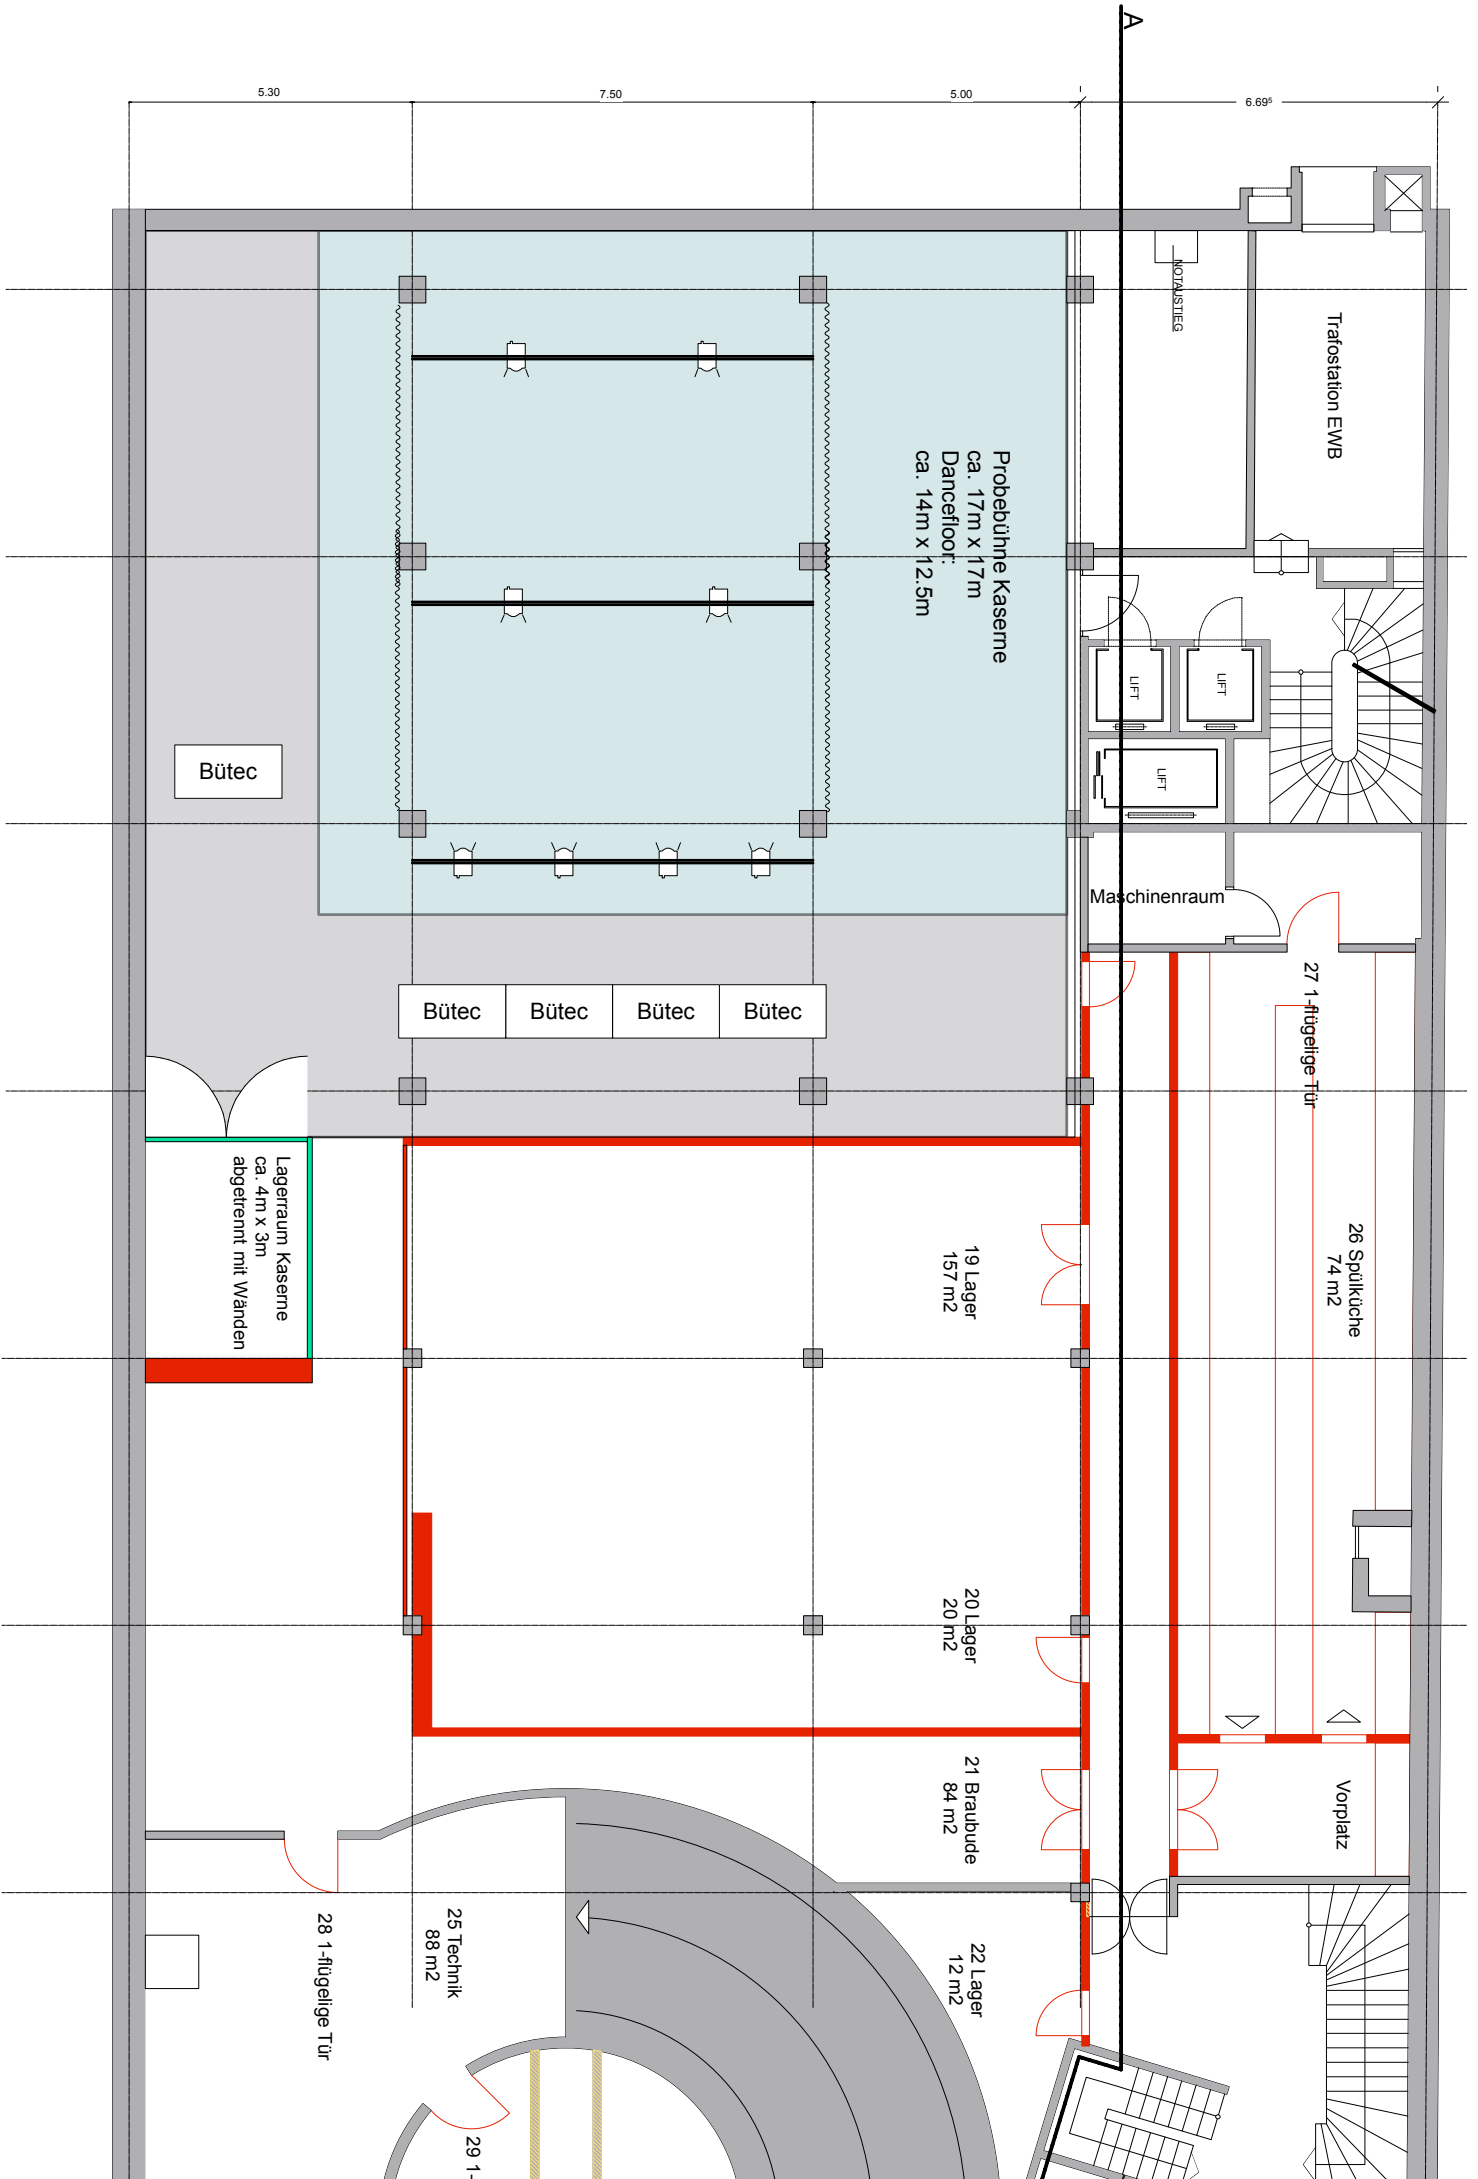 A
5.30
7.50
5.00
6.69⁵
NOTAUSTIEG
Trafostation EWB
Probebühne Kaserne
ca. 17m x 17m
Dancefloor:
ca. 14m x 12.5m
LIFT
LIFT
LIFT
Bütec
Maschinenraum
27 1-flügelige Tür
Bütec
Bütec
Bütec
Bütec
Lagerraum Kaserne
ca. 4m x 3m
abgetrennt mit Wänden
19 Lager
157 m2
26 Spülküche
74 m2
20 Lager
20 m2
21 Braubude
84 m2
Vorplatz
25 Technik
88 m2
28 1-flügelige Tür
22 Lager
12 m2
29 1-